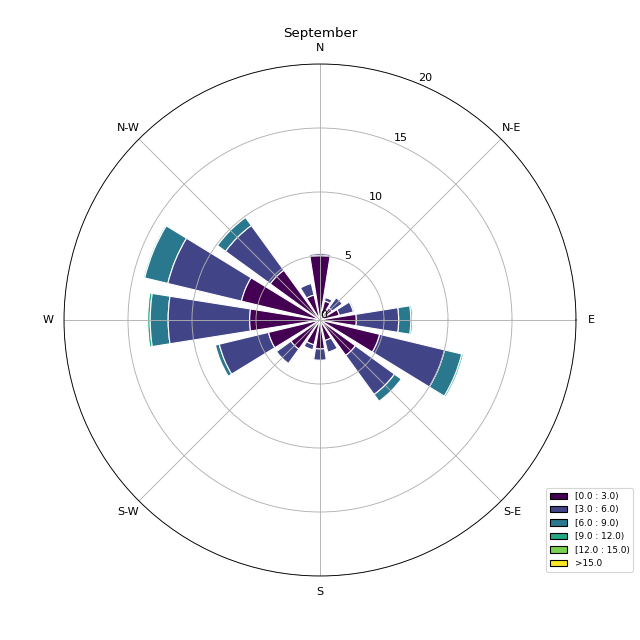 September
N
20
N-W
N-E
15
10
5
0
W
E
S-W
S-E
S
[0.0 : 3.0)
[3.0 : 6.0)
[6.0 : 9.0)
[9.0 : 12.0)
[12.0 : 15.0)
>15.0